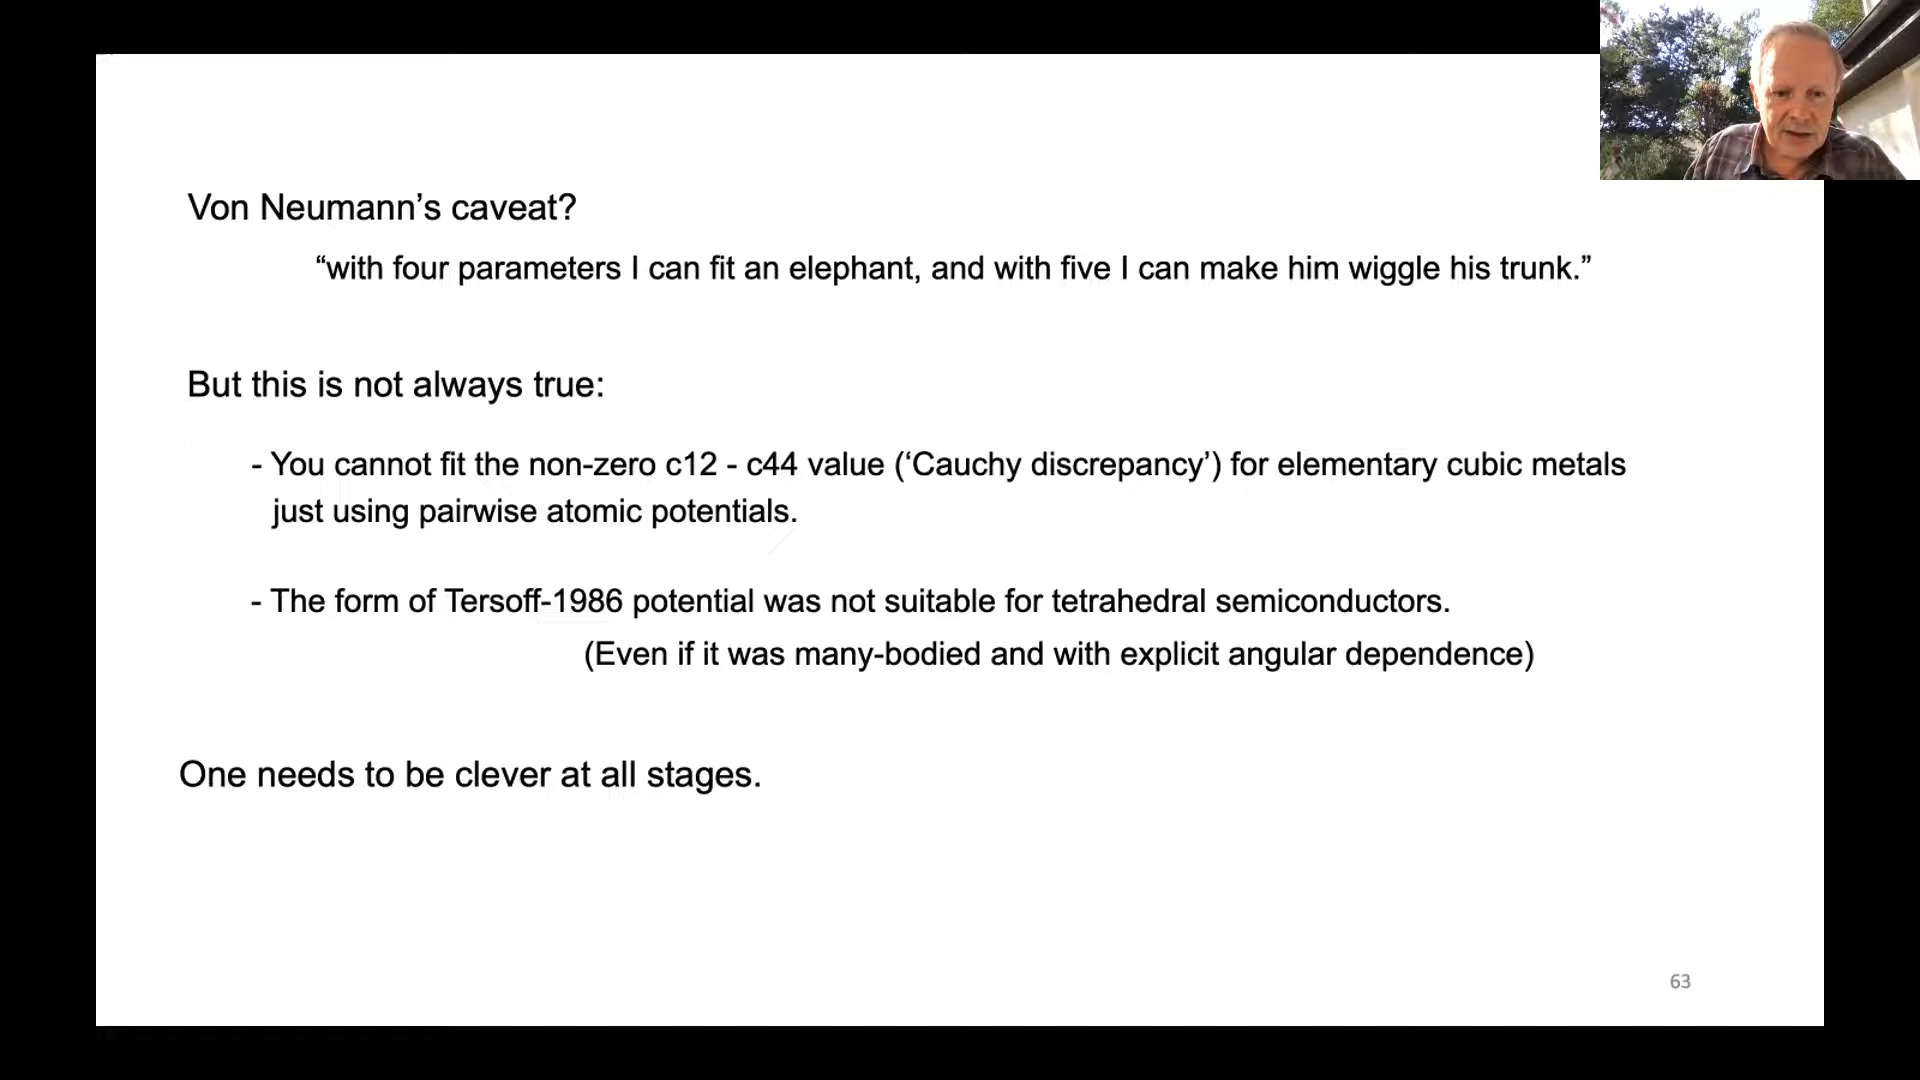 Von Neumann’s caveat?
“with four parameters I can fit an elephant, and with five I can make him wiggle his trunk.”
But this is not always true:
- You cannot fit the non-zero c12 - c44 value (‘Cauchy discrepancy’) for elementary cubic metals
just using pairwise atomic potentials.
- The form of Tersoff-1986 potential was not suitable for tetrahedral semiconductors.
(Even if it was many-bodied and with explicit angular dependence)
One needs to be clever at all stages.
63